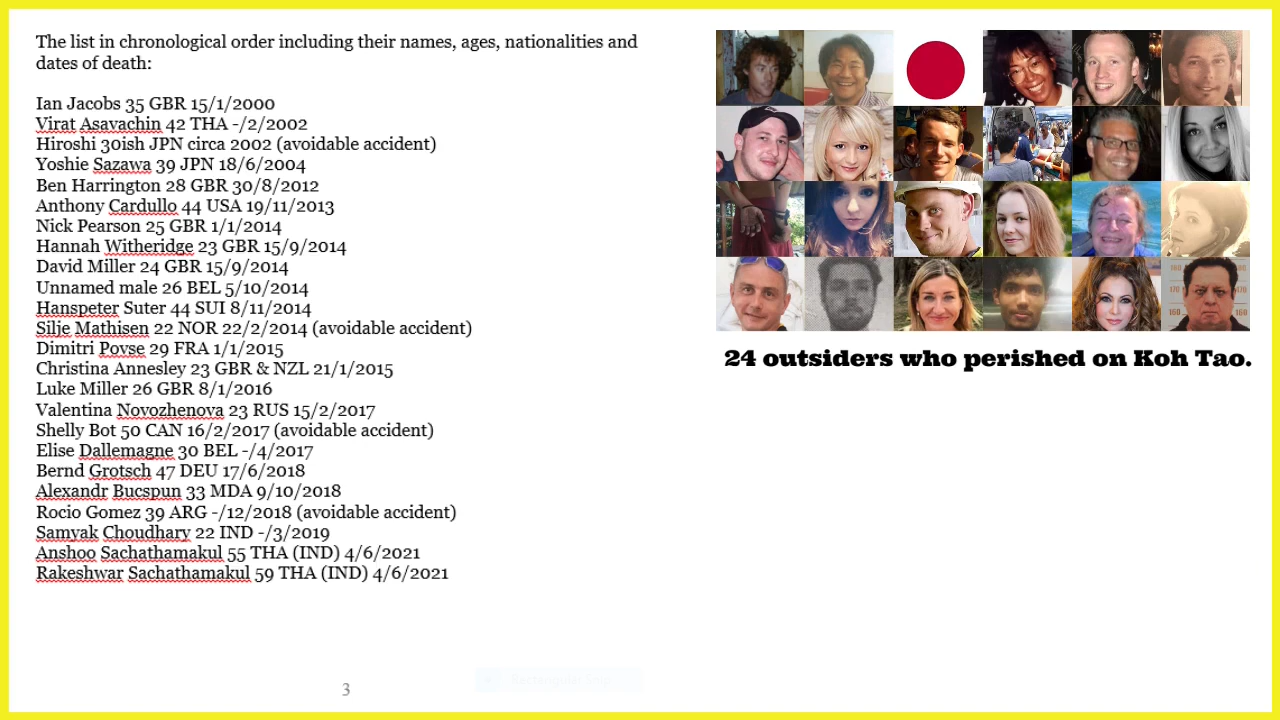 The list in chronological order including their names, ages, nationalities and
dates of death:
Ian Jacobs 35 GBR 15/1/2000
Virat Asavachin 42 THA -/2/2002
Hiroshi 30ish JPN circa 2002 (avoidable accident)
Yoshie Sazawa 39 JPN 18/6/2004
Ben Harrington 28 GBR 30/8/2012
Anthony Cardullo 44 USA 19/11/2013
Nick Pearson 25 GBR 1/1/2014
Hannah Witheridge 23 GBR 15/9/2014
David Miller 24 GBR 15/9/2014
Unnamed male 26 BEL 5/10/2014
Hanspeter Suter 44 SUI 8/11/2014
Silje Mathisen 22 NOR 22/2/2014 (avoidable accident)
Dimitri Povse 29 FRA 1/1/2015
Christina Annesley 23 GBR & NZL 21/1/2015
Luke Miller 26 GBR 8/1/2016
Valentina Novozhenova 23 RUS 15/2/2017
Shelly Bot 50 CAN 16/2/2017 (avoidable accident)
Elise Dallemagne 30 BEL -/4/2017
Bernd Grotsch 47 DEU 17/6/2018
Alexandr Bucspun 33 MDA 9/10/2018
Rocio Gomez 39 ARG -/12/2018 (avoidable accident)
Samyak Choudhary 22 IND -/3/2019
Anshoo Sachathamakul 55 THA (IND) 4/6/2021
Rakeshwar Sachathamakul 59 THA (IND) 4/6/2021
3
24 outsiders who perished on Koh Tao.